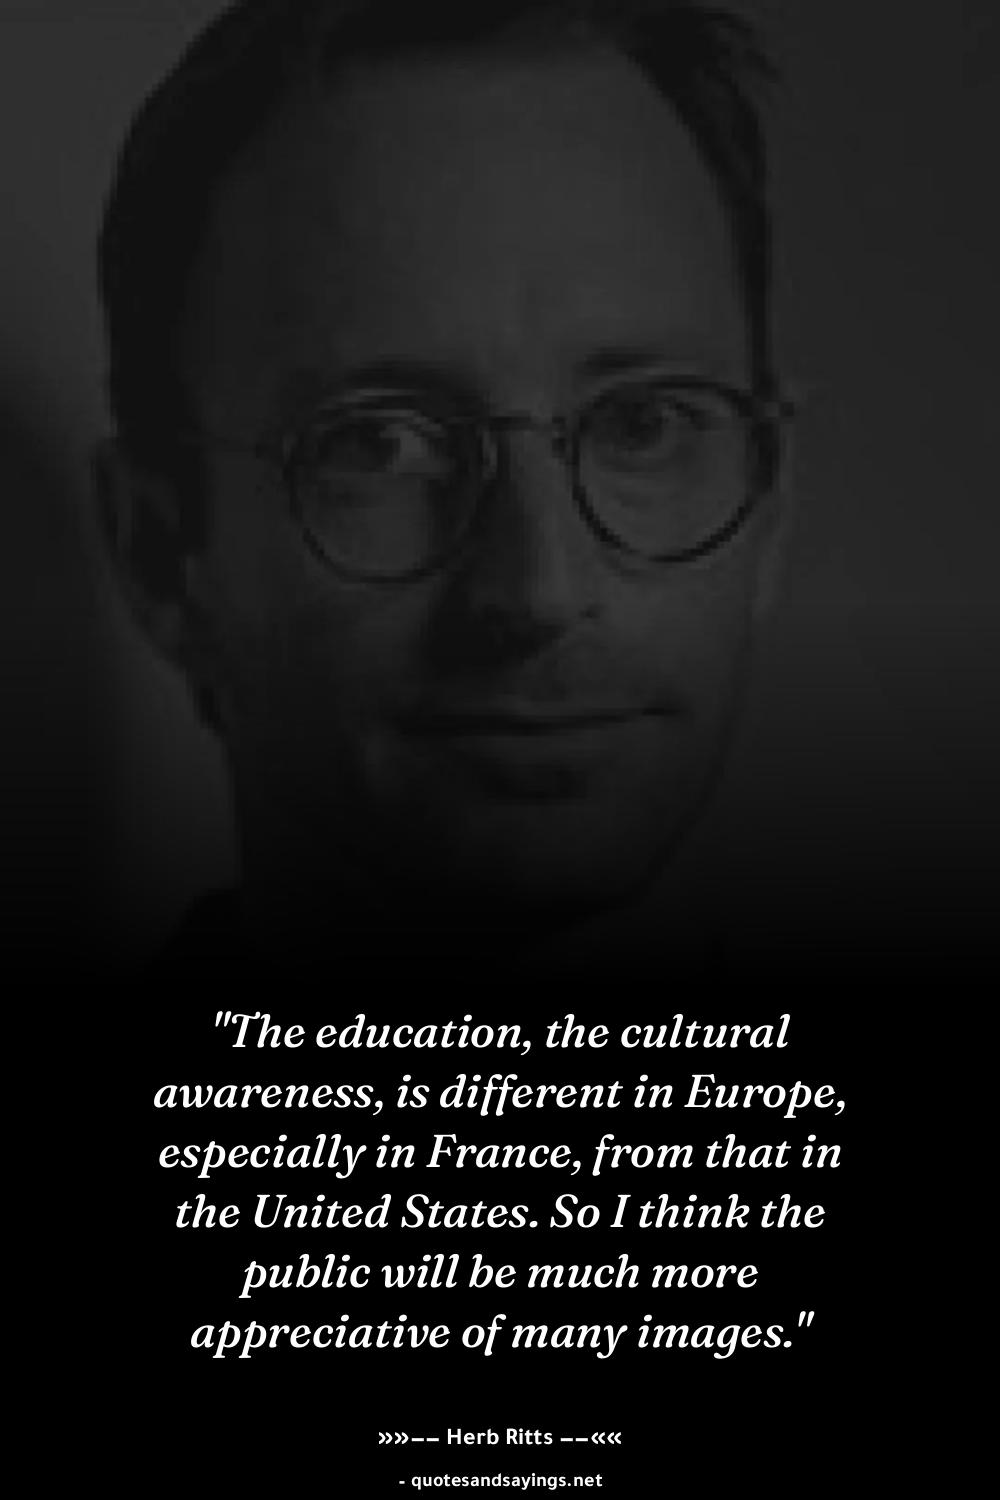 "The education, the cultural
awareness, is different in Europe,
especially in France, from that in
the United States. So I think the
public will be much more
appreciative of many images."
»»−− Herb Ritts −−««
- quotesandsayings.net